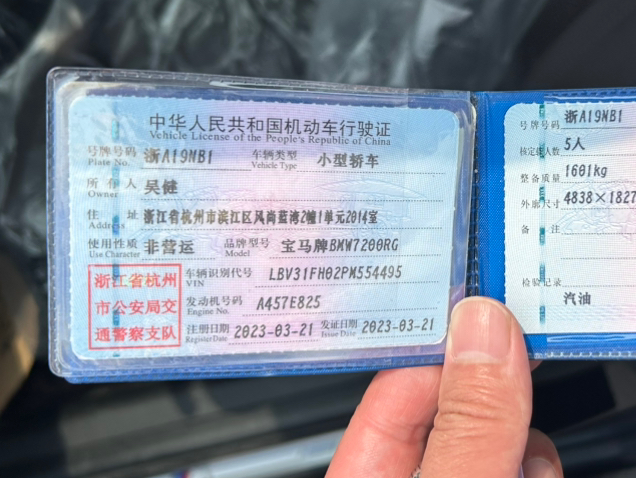 中华人民共和国机动车行驶证
Vehicle License of the People's Republic of China
号牌号码 浙A19NB1 车辆类型 小型轿车
Plate No. Vehicle Type
所有人 吴健
Owner
住址 浙江省杭州市滨江区风尚蓝湾2幢1单元2014室
Address
使用性质 非营运 品牌型号 宝马牌BMW7200RG
Use Character Model
浙江省杭州
市公安局交
通警察支队
车辆识别代号 LBV31FH02PM554495
VIN
发动机号码 A457E825
Engine No.
注册日期 2023-03-21 发证日期 2023-03-21
Register Date Issue Date
号牌号码 浙A19NB1
核定载人数 5人
整备质量 1601kg
外廓尺寸 4838×1827
备注
检验记录
汽油